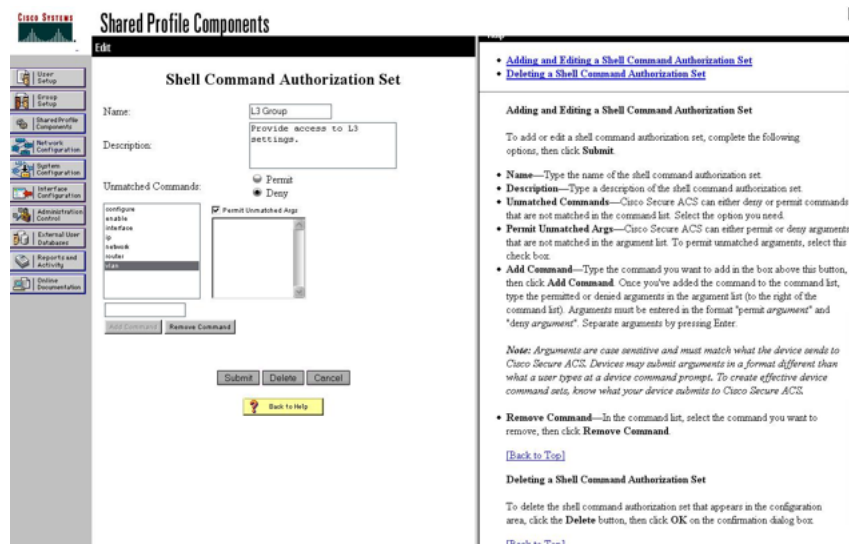 CISCO SYSTEMS
Shared Profile Components
Edit
User
Setup
Group
Setup
Shared Profile
Components
Network
Configuration
System
Configuration
Interface
Configuration
Administration
Control
External User
Databases
Reports and
Activity
Online
Documentation
Shell Command Authorization Set
Name:
L3 Group
Description:
Provide access to L3
settings.
Unmatched Commands:
Permit
Deny
configure
enable
interface
ip
network
router
vlan
Permit Unmatched Args
Add Command
Remove Command
Submit
Delete
Cancel
Back to Help
• Adding and Editing a Shell Command Authorization Set
• Deleting a Shell Command Authorization Set
Adding and Editing a Shell Command Authorization Set
To add or edit a shell command authorization set, complete the following
options, then click Submit.
• Name—Type the name of the shell command authorization set.
• Description—Type a description of the shell command authorization set.
• Unmatched Commands—Cisco Secure ACS can either deny or permit commands
that are not matched in the command list. Select the option you need.
• Permit Unmatched Args—Cisco Secure ACS can either permit or deny arguments
that are not matched in the argument list. To permit unmatched arguments, select this
check box.
• Add Command—Type the command you want to add in the box above this button,
then click Add Command. Once you've added the command to the command list,
type the permitted or denied arguments in the argument list (to the right of the
command list). Arguments must be entered in the format "permit argument" and
"deny argument". Separate arguments by pressing Enter.
Note: Arguments are case sensitive and must match what the device sends to
Cisco Secure ACS. Devices may submit arguments in a format different than
what a user types at a device command prompt. To create effective device
command sets, know what your device submits to Cisco Secure ACS.
• Remove Command—In the command list, select the command you want to
remove, then click Remove Command.
[Back to Top]
Deleting a Shell Command Authorization Set
To delete the shell command authorization set that appears in the configuration
area, click the Delete button, then click OK on the confirmation dialog box.
[Back to Top]